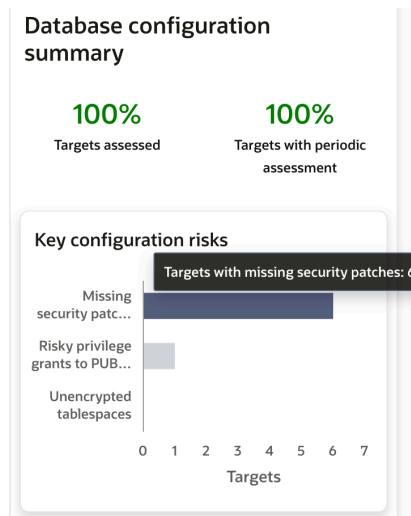 Database configuration
summary
100%
100%
Targets assessed
Targets with periodic
assessment
Key configuration risks
Targets with missing security patches: 6
Missing
security patc...
Risky privilege
grants to PUB...
Unencrypted
tablespaces
0 1 2 3 4 5 6 7
Targets